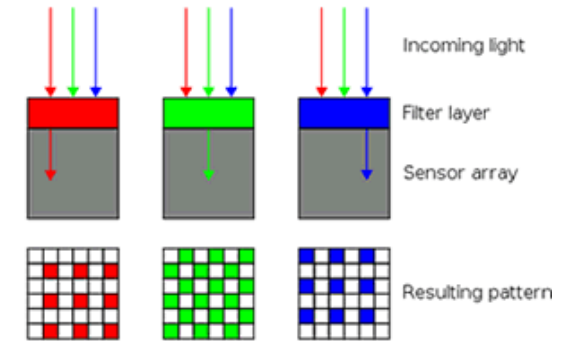 Incoming light
Filter layer
Sensor array
Resulting pattern